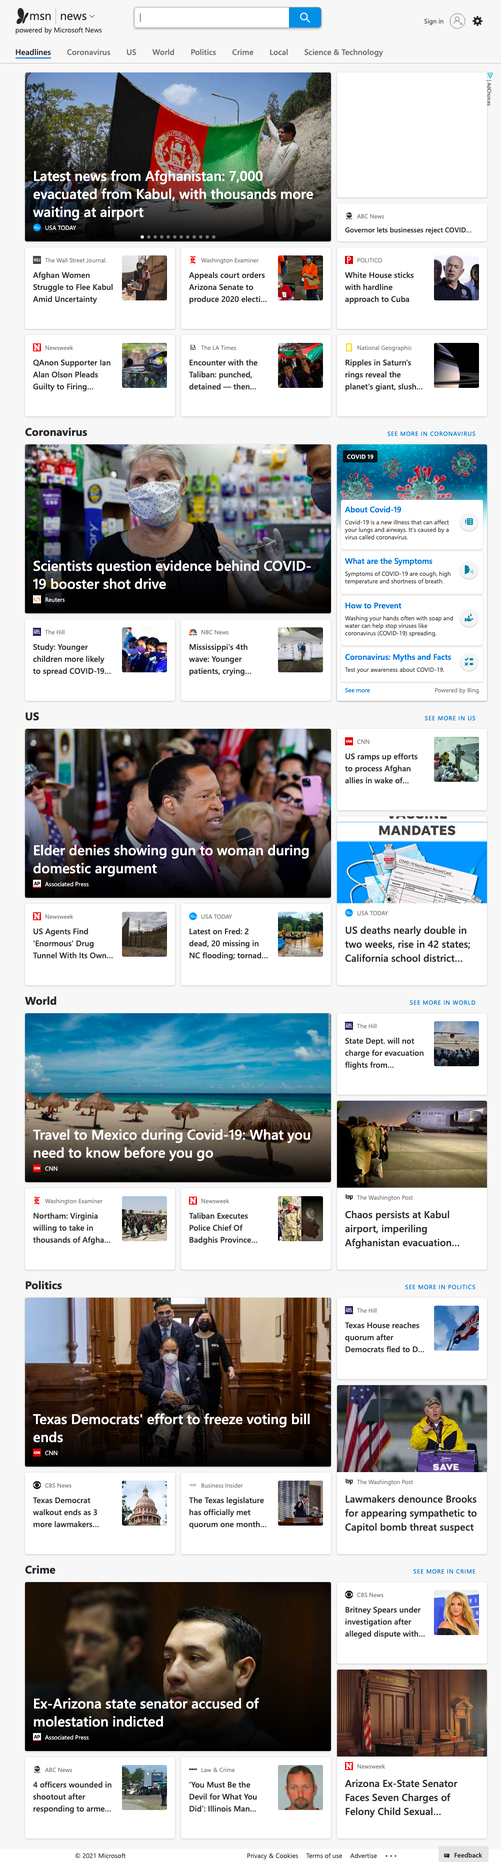 msn news
powered by Microsoft News
Sign in
Headlines Coronavirus US World Politics Crime Local Science & Technology
Latest news from Afghanistan: 7,000
evacuated from Kabul, with thousands more
waiting at airport
USA TODAY
AdChoices
ABC News
Governor lets businesses reject COVID...
The Wall Street Journal.
Afghan Women
Struggle to Flee Kabul
Amid Uncertainty
Washington Examiner
Appeals court orders
Arizona Senate to
produce 2020 electi...
POLITICO
White House sticks
with hardline
approach to Cuba
Newsweek
QAnon Supporter Ian
Alan Olson Pleads
Guilty to Firing...
The LA Times
Encounter with the
Taliban: punched,
detained — then...
National Geographic
Ripples in Saturn's
rings reveal the
planet's giant, slush...
Coronavirus
SEE MORE IN CORONAVIRUS
Scientists question evidence behind COVID-
19 booster shot drive
Reuters
COVID 19
About Covid-19
Covid-19 is a new illness that can affect
your lungs and airways. It's caused by a
virus called coronavirus.
What are the Symptoms
Symptoms of COVID-19 are cough, high
temperature and shortness of breath.
How to Prevent
Washing your hands often with soap and
water can help stop viruses like
coronavirus (COVID-19) spreading.
Coronavirus: Myths and Facts
Test your awareness about COVID-19.
See more
Powered by Bing
The Hill
Study: Younger
children more likely
to spread COVID-19...
NBC News
Mississippi's 4th
wave: Younger
patients, crying...
US
SEE MORE IN US
Elder denies showing gun to woman during
domestic argument
AP Associated Press
CNN
US ramps up efforts
to process Afghan
allies in wake of...
VACCINE
MANDATES
COVID-19 Vaccination Record Card
USA TODAY
US deaths nearly double in
two weeks, rise in 42 states;
California school district...
Newsweek
US Agents Find
'Enormous' Drug
Tunnel With Its Own...
USA TODAY
Latest on Fred: 2
dead, 20 missing in
NC flooding; tornad...
World
SEE MORE IN WORLD
Travel to Mexico during Covid-19: What you
need to know before you go
CNN
The Hill
State Dept. will not
charge for evacuation
flights from...
The Washington Post
Chaos persists at Kabul
airport, imperiling
Afghanistan evacuation...
Washington Examiner
Northam: Virginia
willing to take in
thousands of Afgha...
Newsweek
Taliban Executes
Police Chief Of
Badghis Province...
Politics
SEE MORE IN POLITICS
Texas Democrats' effort to freeze voting bill
ends
CNN
The Hill
Texas House reaches
quorum after
Democrats fled to D...
SAVE
The Washington Post
Lawmakers denounce Brooks
for appearing sympathetic to
Capitol bomb threat suspect
CBS News
Texas Democrat
walkout ends as 3
more lawmakers...
Business Insider
The Texas legislature
has officially met
quorum one month...
Crime
SEE MORE IN CRIME
Ex-Arizona state senator accused of
molestation indicted
AP Associated Press
CBS News
Britney Spears under
investigation after
alleged dispute with...
Newsweek
Arizona Ex-State Senator
Faces Seven Charges of
Felony Child Sexual...
ABC News
4 officers wounded in
shootout after
responding to arme...
Law & Crime
'You Must Be the
Devil for What You
Did': Illinois Man...
© 2021 Microsoft
Privacy & Cookies Terms of use Advertise ...
Feedback